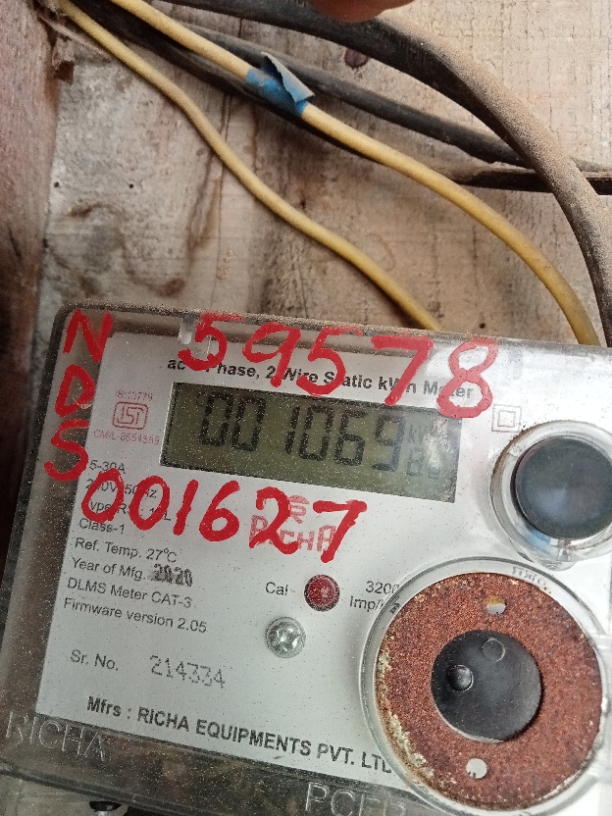 NDS
59578
ac Phase, 2 Wire Static kWh Meter
001069
kWh
ISI
5-30A
50Hz
001627
RICHA
Class-1
Ref. Temp. 27°C
Year of Mfg. 2020
DLMS Meter CAT-3
Firmware version 2.05
Cal
3200
Imp/
Sr. No. 214334
Mfrs : RICHA EQUIPMENTS PVT. LTD
RICHA